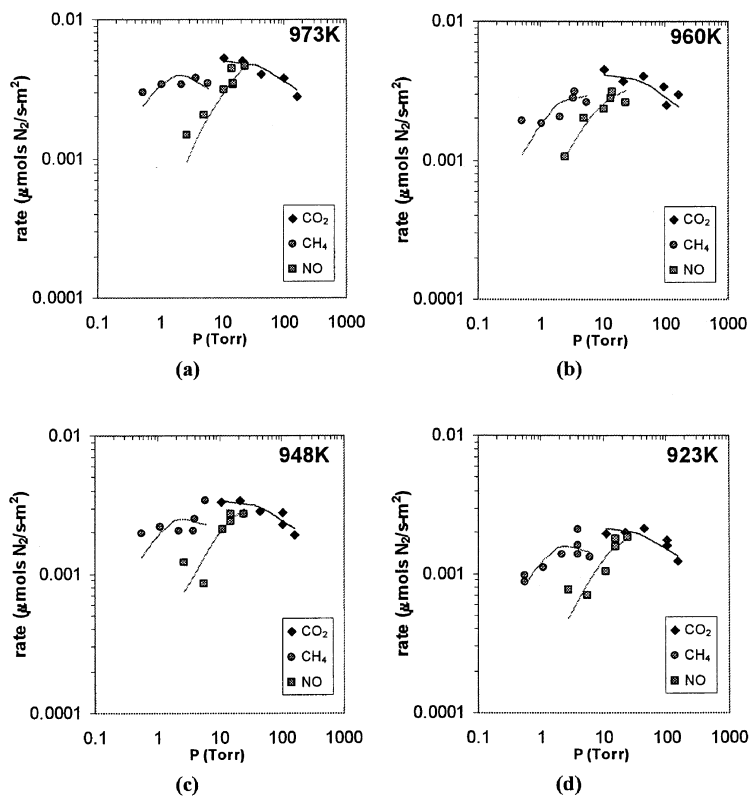 0.01
973K
0.001
0.0001
rate (μmols N₂/s-m²)
CO₂
CH₄
NO
0.1 1 10 100 1000
P (Torr)
(a)
0.01
960K
0.001
0.0001
rate (μmols N₂/s-m²)
CO₂
CH₄
NO
0.1 1 10 100 1000
P (Torr)
(b)
0.01
948K
0.001
0.0001
rate (μmols N₂/s-m²)
CO₂
CH₄
NO
0.1 1 10 100 1000
P (Torr)
(c)
0.01
923K
0.001
0.0001
rate (μmols N₂/s-m²)
CO₂
CH₄
NO
0.1 1 10 100 1000
P (Torr)
(d)